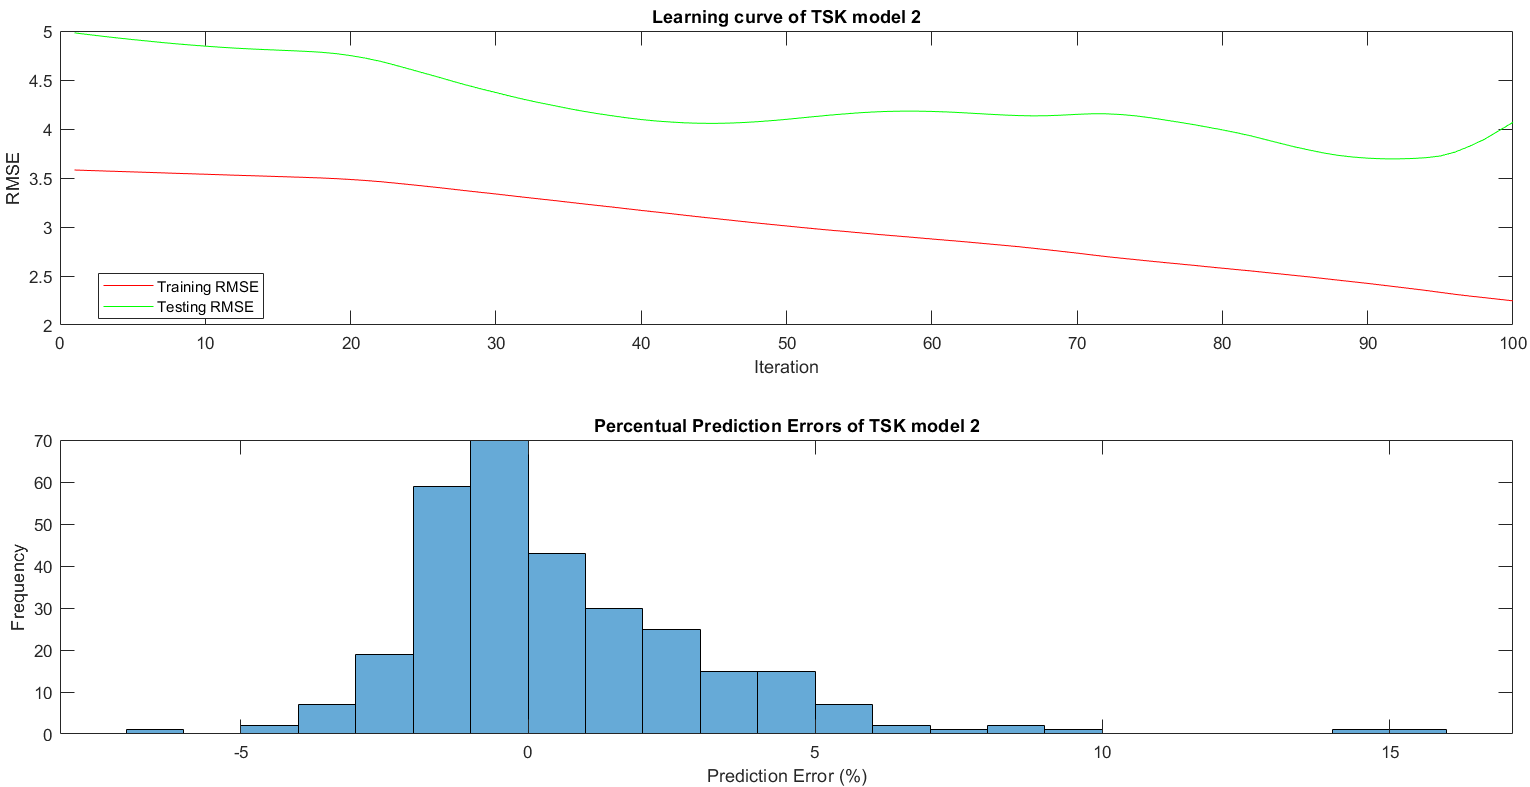 Learning curve of TSK model 2
5
4.5
4
3.5
3
2.5
2
RMSE
Training RMSE
Testing RMSE
0 10 20 30 40 50 60 70 80 90 100
Iteration
Percentual Prediction Errors of TSK model 2
70
60
50
40
30
20
10
0
Frequency
-5 0 5 10 15
Prediction Error (%)